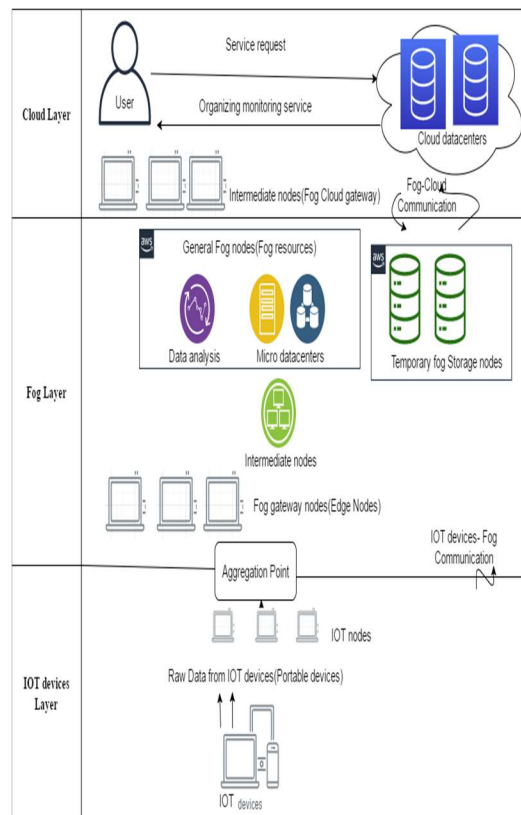 Service request
User
Organizing monitoring service
Cloud Layer
Cloud datacenters
Intermediate nodes(Fog Cloud gateway)
Fog-Cloud
Communication
aws
General Fog nodes(Fog resources)
aws
Data analysis
Micro datacenters
Temporary fog Storage nodes
Fog Layer
Intermediate nodes
Fog gateway nodes(Edge Nodes)
IOT devices- Fog
Communication
Aggregation Point
IOT nodes
Raw Data from IOT devices(Portable devices)
IOT devices
Layer
IOT devices